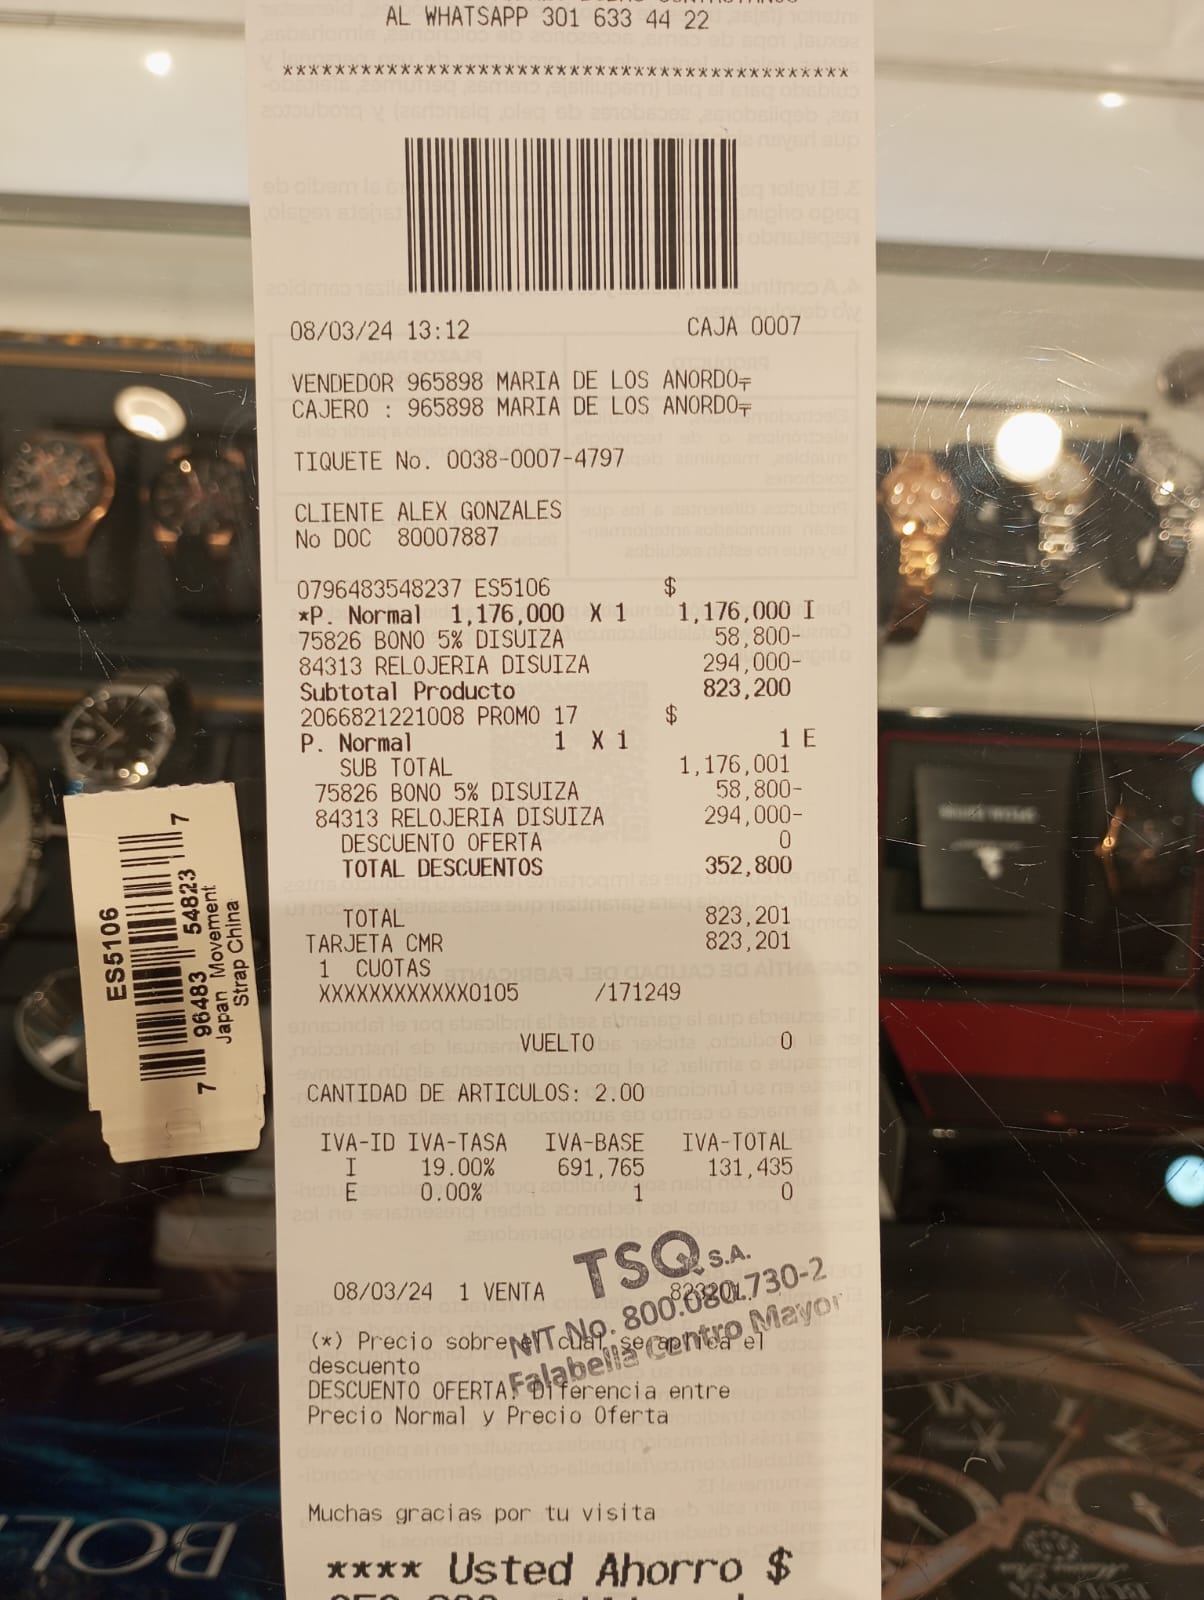 AL WHATSAPP 301 633 44 22
*********************************************
08/03/24 13:12 CAJA 0007
VENDEDOR 965898 MARIA DE LOS ANORDO
CAJERO : 965898 MARIA DE LOS ANORDO
TIQUETE No. 0038-0007-4797
CLIENTE ALEX GONZALES
No DOC 80007887
0796483548237 ES5106 $
*P. Normal 1,176,000 X 1 1,176,000 I
75826 BONO 5% DISUIZA 58,800-
84313 RELOJERIA DISUIZA 294,000-
Subtotal Producto 823,200
2066821221008 PROMO 17 $
P. Normal 1 X 1 1 E
SUB TOTAL 1,176,001
75826 BONO 5% DISUIZA 58,800-
84313 RELOJERIA DISUIZA 294,000-
DESCUENTO OFERTA 0
TOTAL DESCUENTOS 352,800
TOTAL 823,201
TARJETA CMR 823,201
1 CUOTAS
XXXXXXXXXXXX0105 /171249
VUELTO 0
CANTIDAD DE ARTICULOS: 2.00
IVA-ID IVA-TASA IVA-BASE IVA-TOTAL
I 19.00% 691,765 131,435
E 0.00% 1 0
08/03/24 1 VENTA 823201
TSQ S.A.
NIT No. 800.080.730-2
Falabella Centro Mayor
(*) Precio sobre el cual se aplica el
descuento
DESCUENTO OFERTA: Diferencia entre
Precio Normal y Precio Oferta
Muchas gracias por tu visita
**** Usted Ahorro $
ES5106
7 96483 54823 7
Japan Movement
Strap China